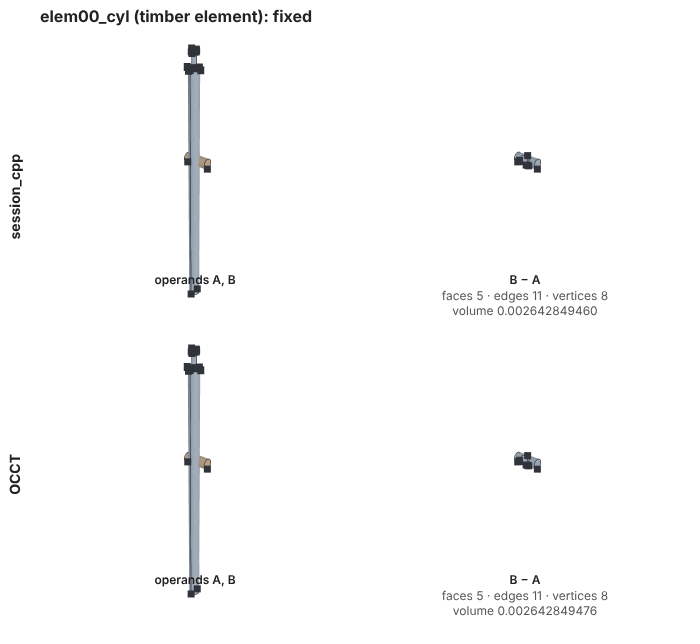 elem00_cyl (timber element): fixed
session_cpp
operands A, B
B − A
faces 5 · edges 11 · vertices 8
volume 0.002642849460
OCCT
operands A, B
B − A
faces 5 · edges 11 · vertices 8
volume 0.002642849476